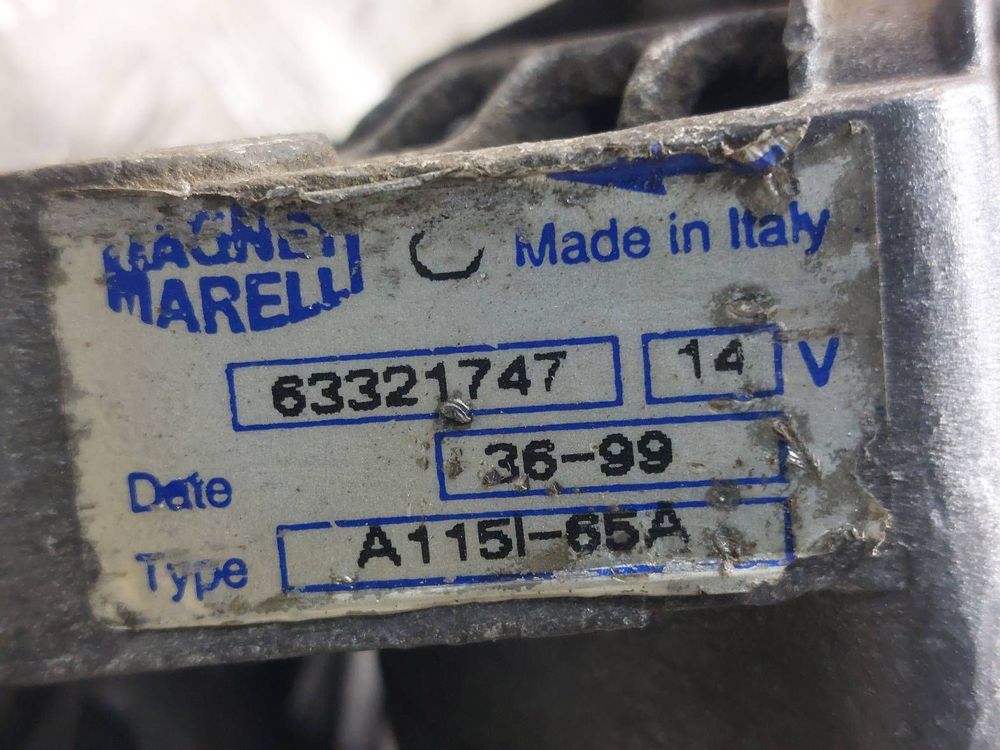 MAGNETI
MARELLI
Made in Italy
63321747 14 V
Date 36-99
Type A115I-65A